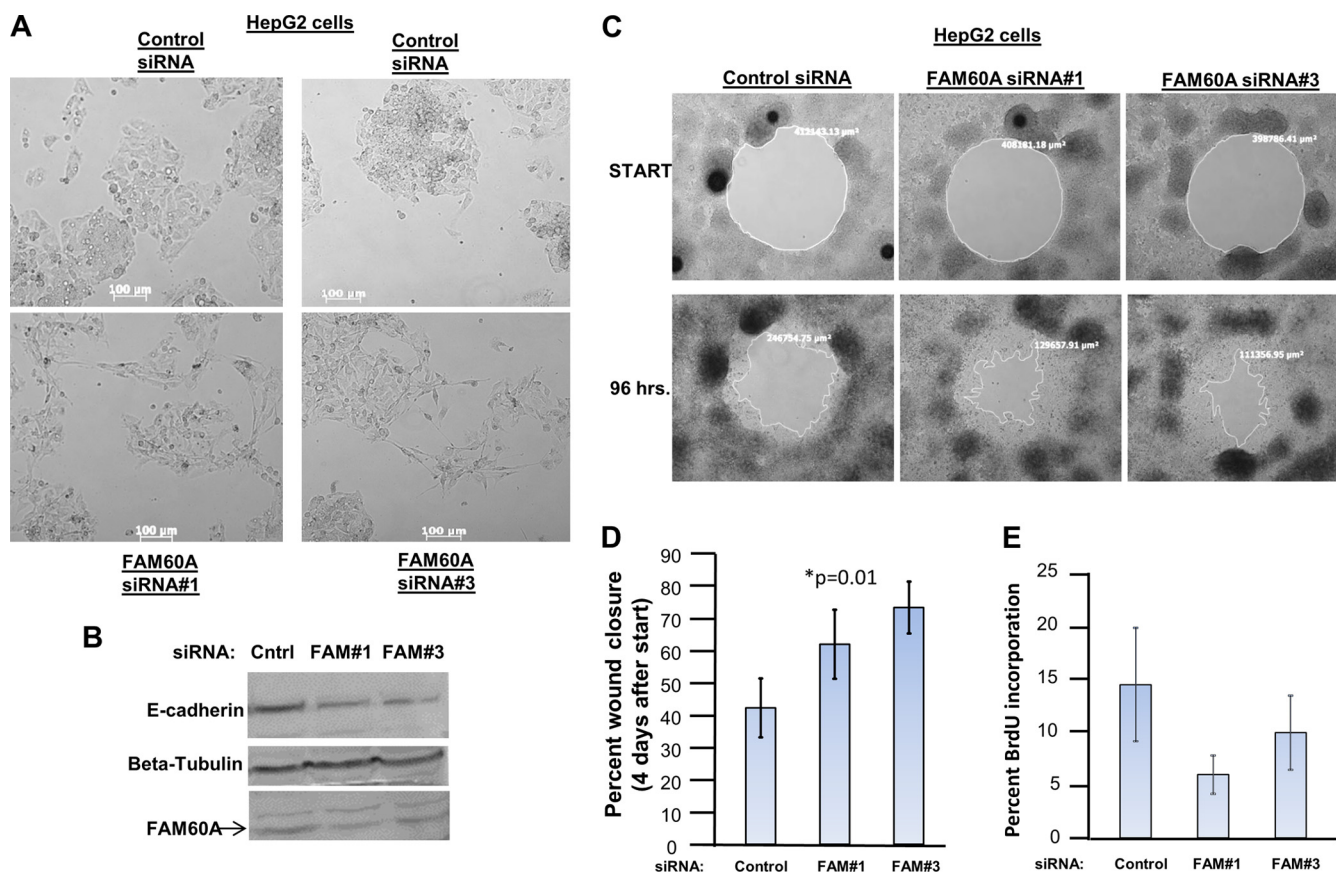 A
HepG2 cells
Control
siRNA
Control
siRNA
100 µm
100 µm
100 µm
100 µm
FAM60A
siRNA#1
FAM60A
siRNA#3
B
siRNA: Cntrl FAM#1 FAM#3
E-cadherin
Beta-Tubulin
FAM60A
C
HepG2 cells
Control siRNA
FAM60A siRNA#1
FAM60A siRNA#3
START
412143.13 µm²
408181.18 µm²
398786.41 µm²
96 hrs.
246754.75 µm²
129657.91 µm²
111356.95 µm²
D
Percent wound closure
(4 days after start)
90
80
70
60
50
40
30
20
10
0
*p=0.01
siRNA: Control FAM#1 FAM#3
E
Percent BrdU incorporation
25
20
15
10
5
0
siRNA: Control FAM#1 FAM#3